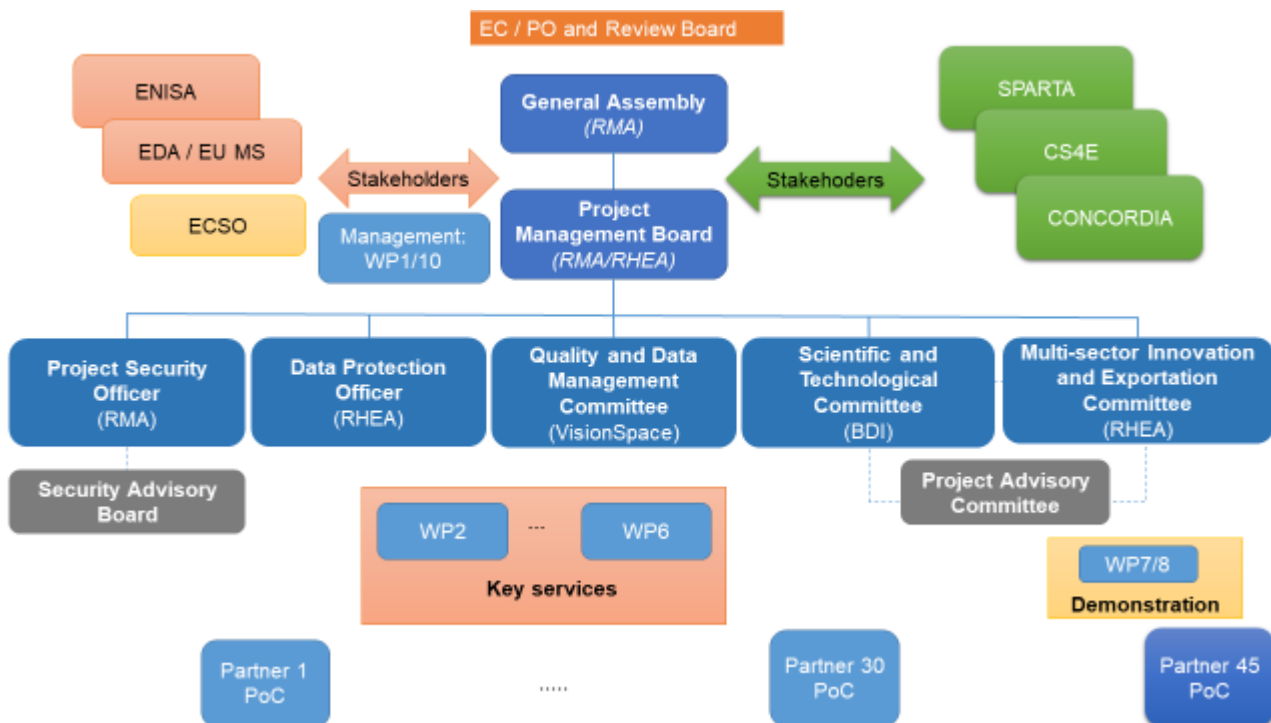 EC / PO and Review Board
ENISA
EDA / EU MS
ECSO
Stakeholders
Management:
WP1/10
General Assembly
(RMA)
Project
Management Board
(RMA/RHEA)
Stakehoders
SPARTA
CS4E
CONCORDIA
Project Security
Officer
(RMA)
Data Protection
Officer
(RHEA)
Quality and Data
Management
Committee
(VisionSpace)
Scientific and
Technological
Committee
(BDI)
Multi-sector Innovation
and Exportation
Committee
(RHEA)
Security Advisory
Board
Project Advisory
Committee
WP2
...
WP6
Key services
WP7/8
Demonstration
Partner 1
PoC
.....
Partner 30
PoC
Partner 45
PoC